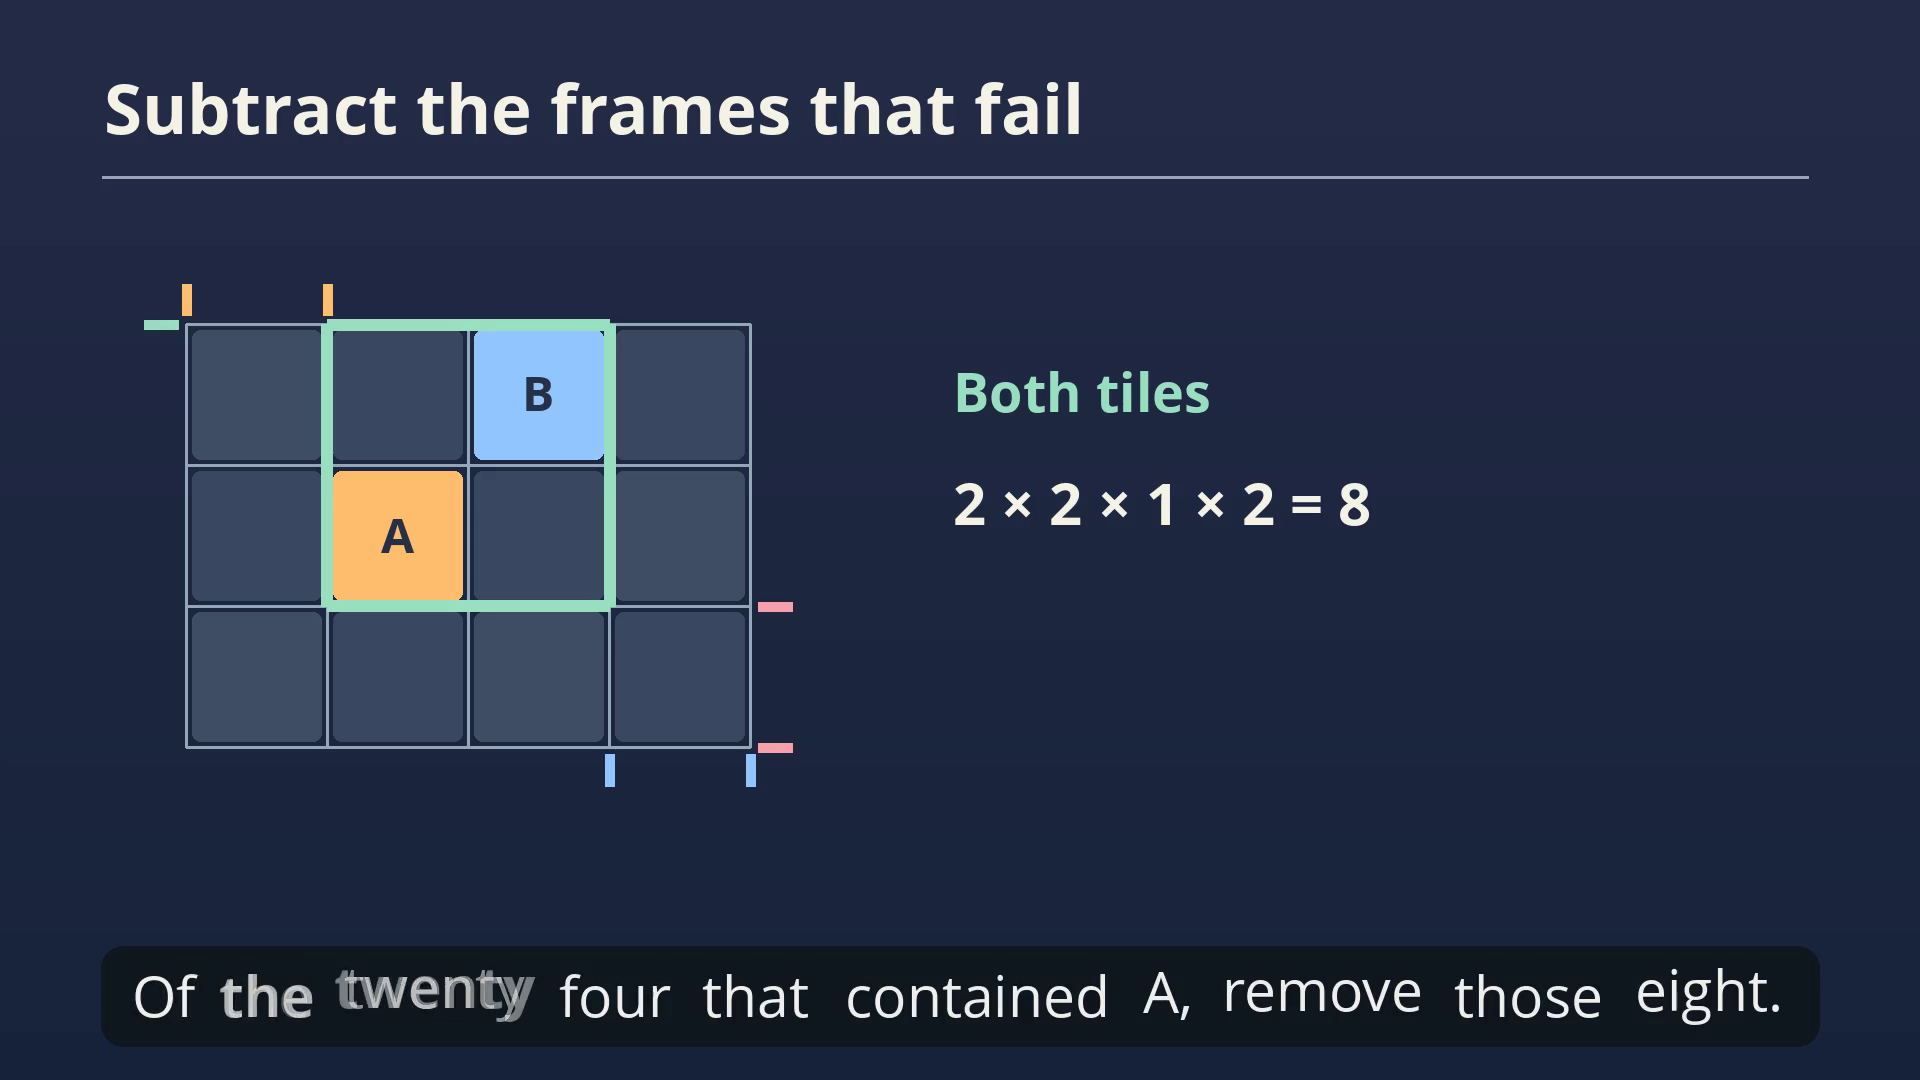 Subtract the frames that fail
B
A
Both tiles
2 × 2 × 1 × 2 = 8
Of the twenty four that contained A, remove those eight.